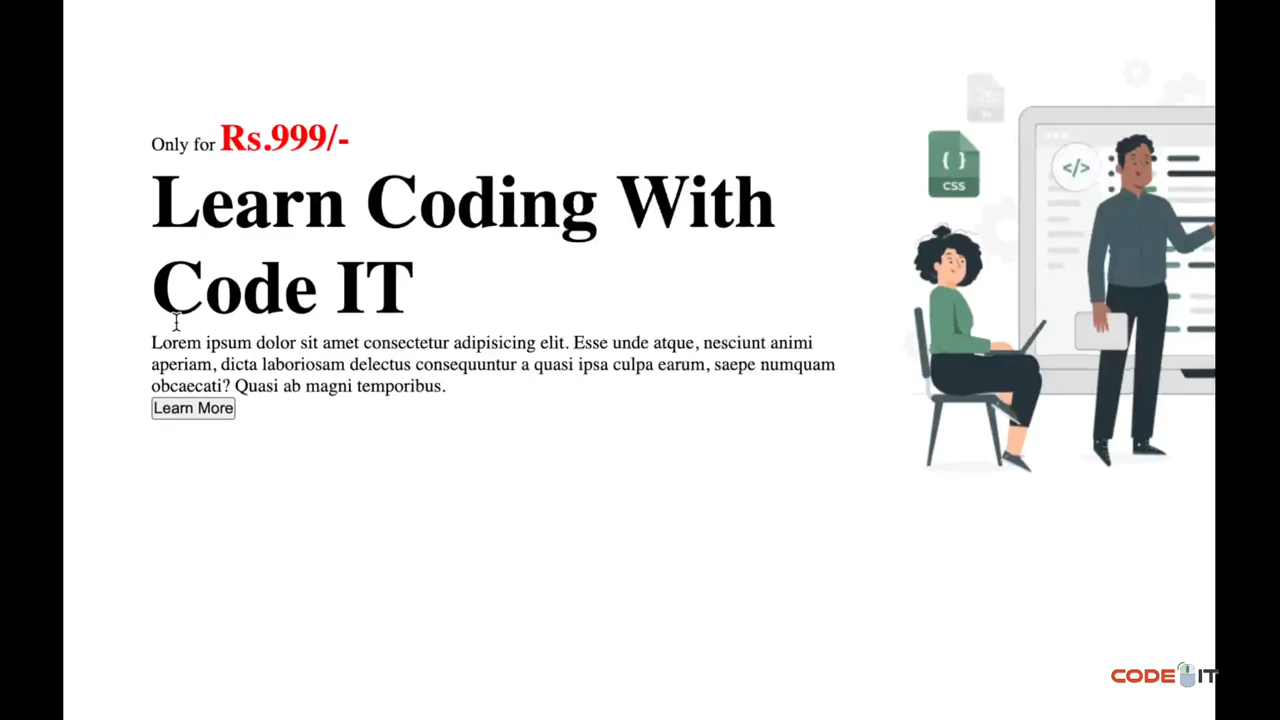 Only for Rs.999/-
Learn Coding With
Code IT
Lorem ipsum dolor sit amet consectetur adipisicing elit. Esse unde atque, nesciunt animi
aperiam, dicta laboriosam delectus consequuntur a quasi ipsa culpa earum, saepe numquam
obcaecati? Quasi ab magni temporibus.
Learn More
{ }
CSS
</>
CODE IT